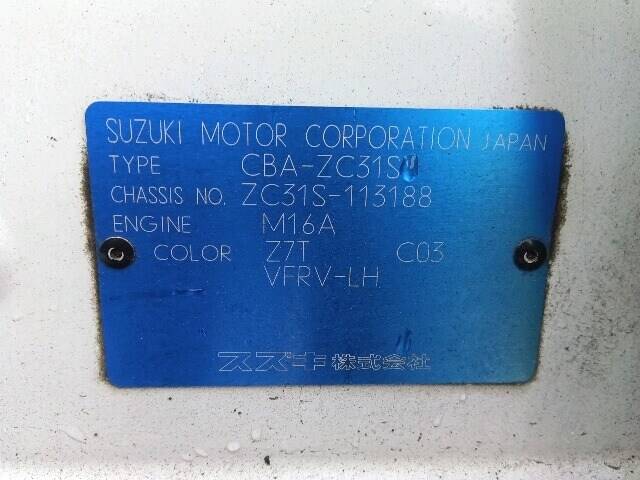 SUZUKI MOTOR CORPORATION JAPAN
TYPE CBA-ZC31S
CHASSIS NO. ZC31S-113188
ENGINE M16A
COLOR Z7T C03
VFRV-LH
スズキ株式会社